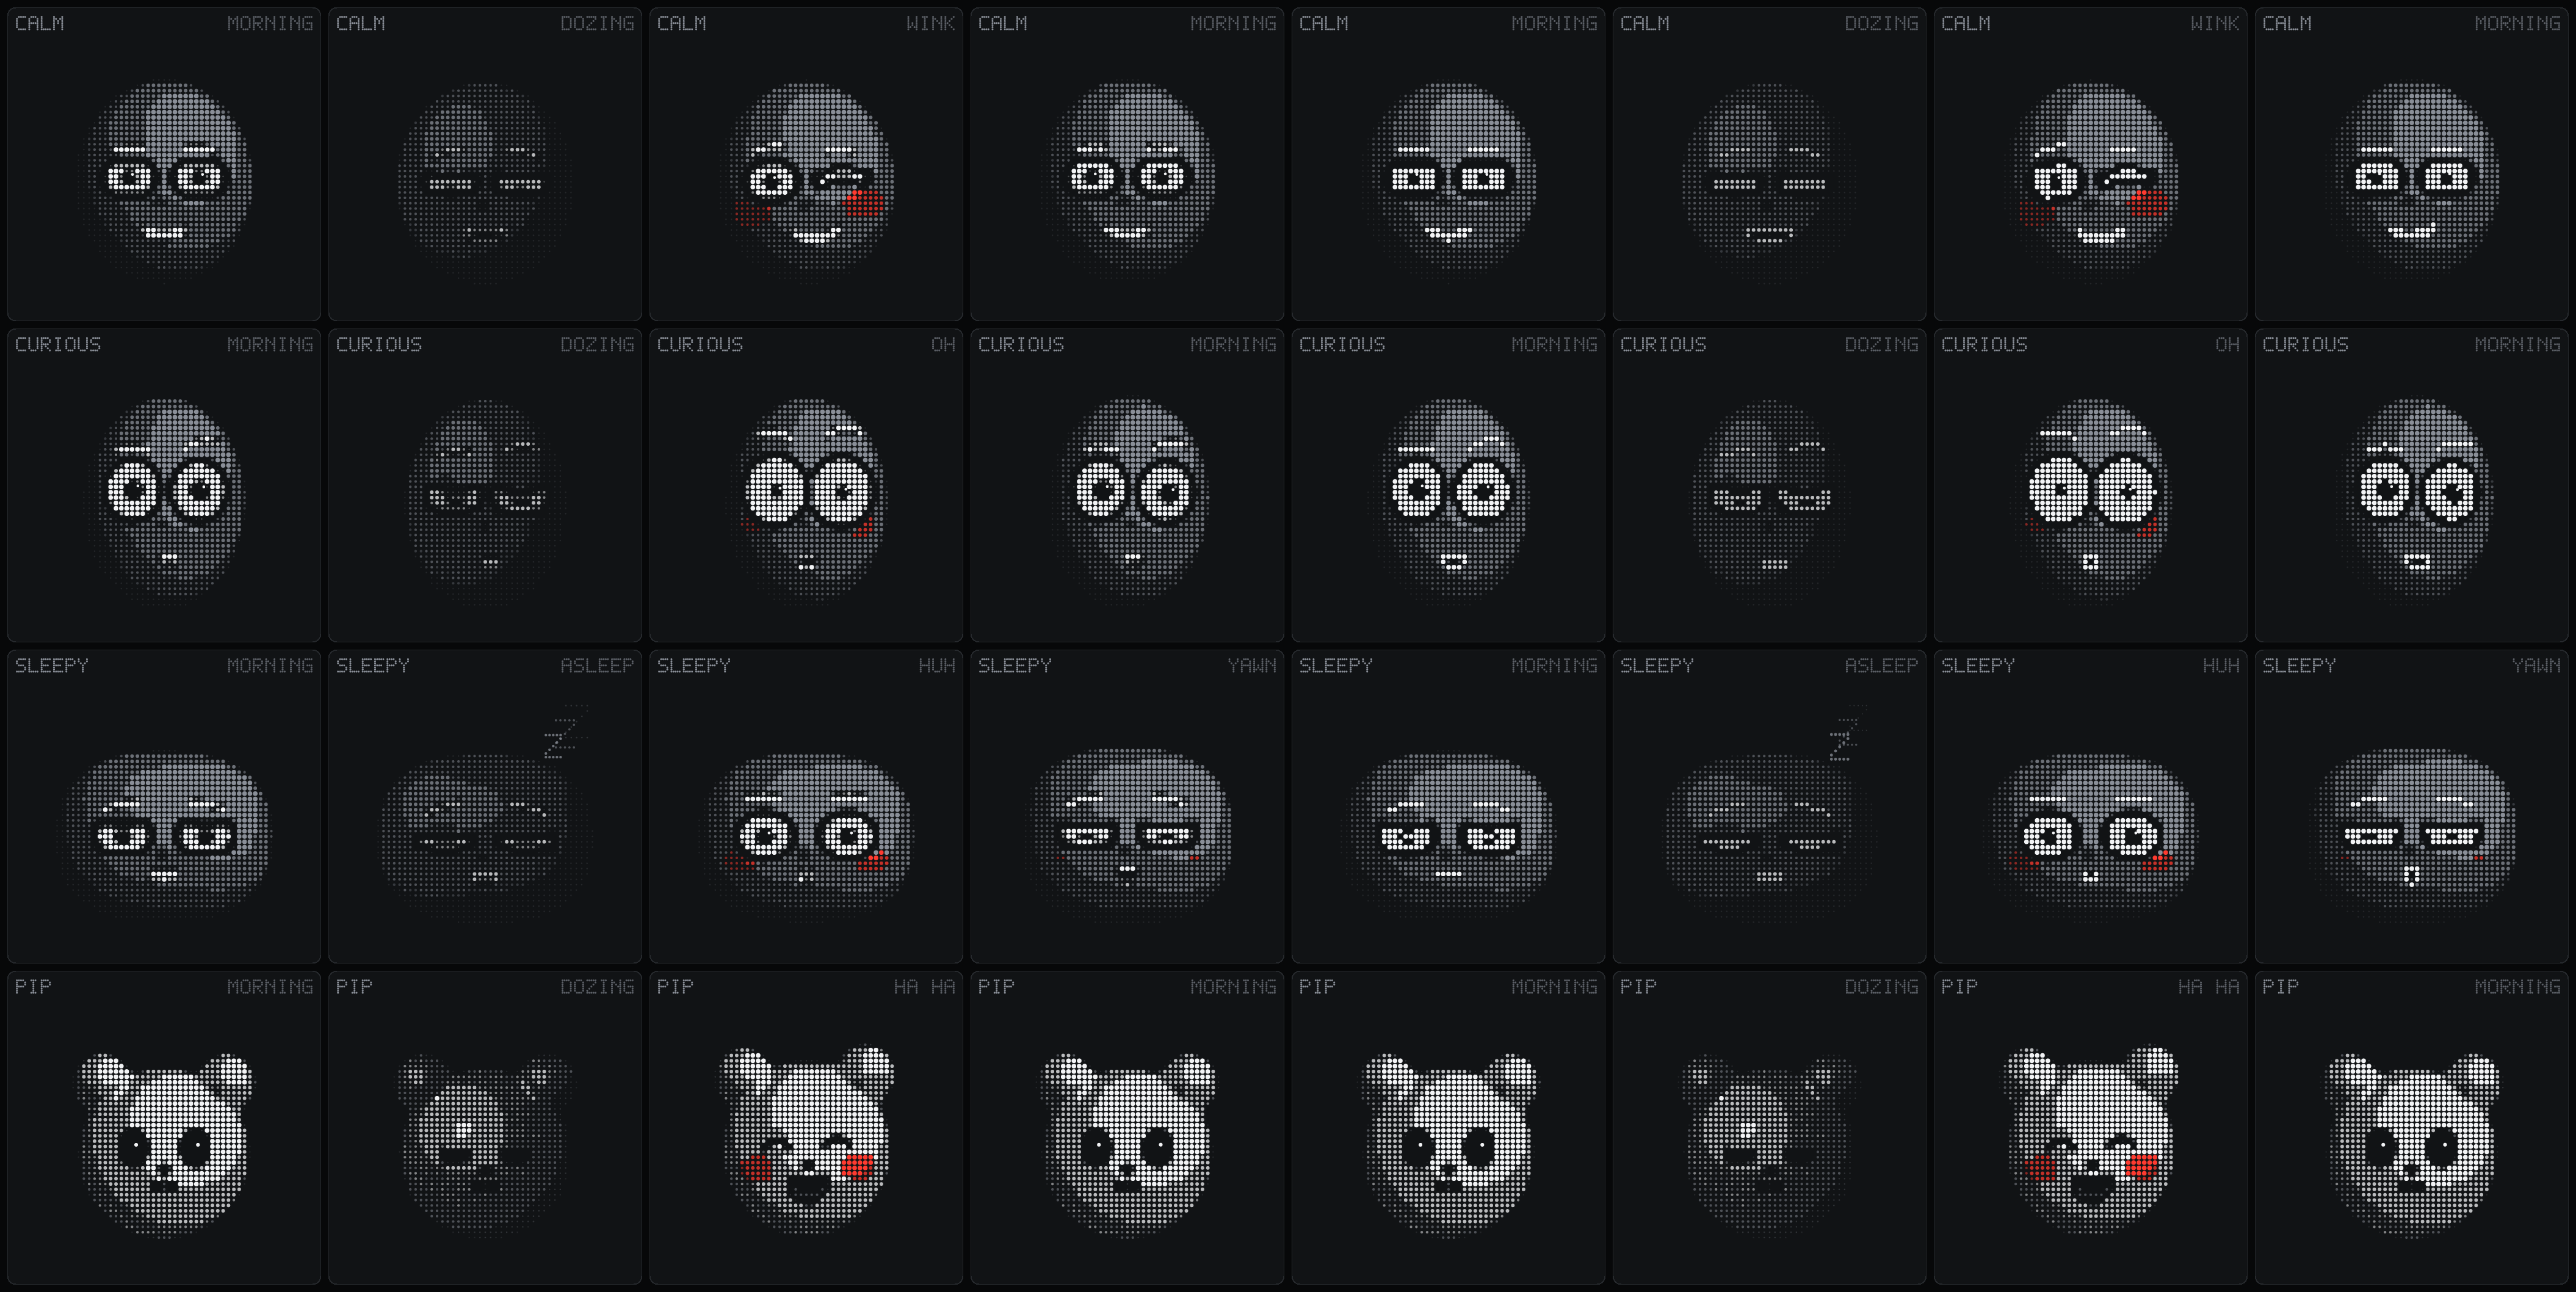 CALM MORNING CALM DOZING CALM WINK CALM MORNING CALM MORNING CALM DOZING CALM WINK CALM MORNING
CURIOUS MORNING CURIOUS DOZING CURIOUS OH CURIOUS MORNING CURIOUS MORNING CURIOUS DOZING CURIOUS OH CURIOUS MORNING
SLEEPY MORNING SLEEPY ASLEEP SLEEPY HUH SLEEPY YAWN SLEEPY MORNING SLEEPY ASLEEP SLEEPY HUH SLEEPY YAWN
Z Z
PIP MORNING PIP DOZING PIP HA HA PIP MORNING PIP MORNING PIP DOZING PIP HA HA PIP MORNING